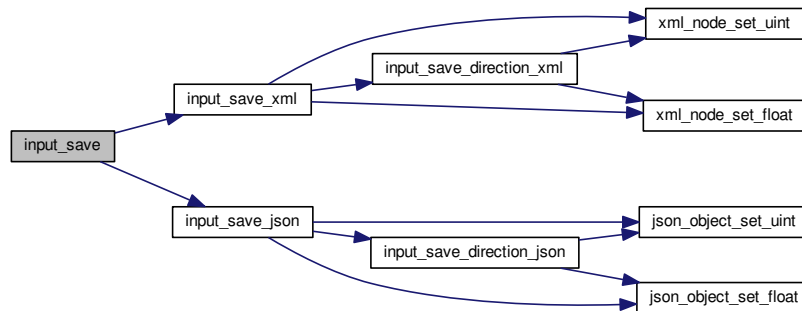 input_save
input_save_xml
input_save_direction_xml
xml_node_set_uint
xml_node_set_float
input_save_json
input_save_direction_json
json_object_set_uint
json_object_set_float